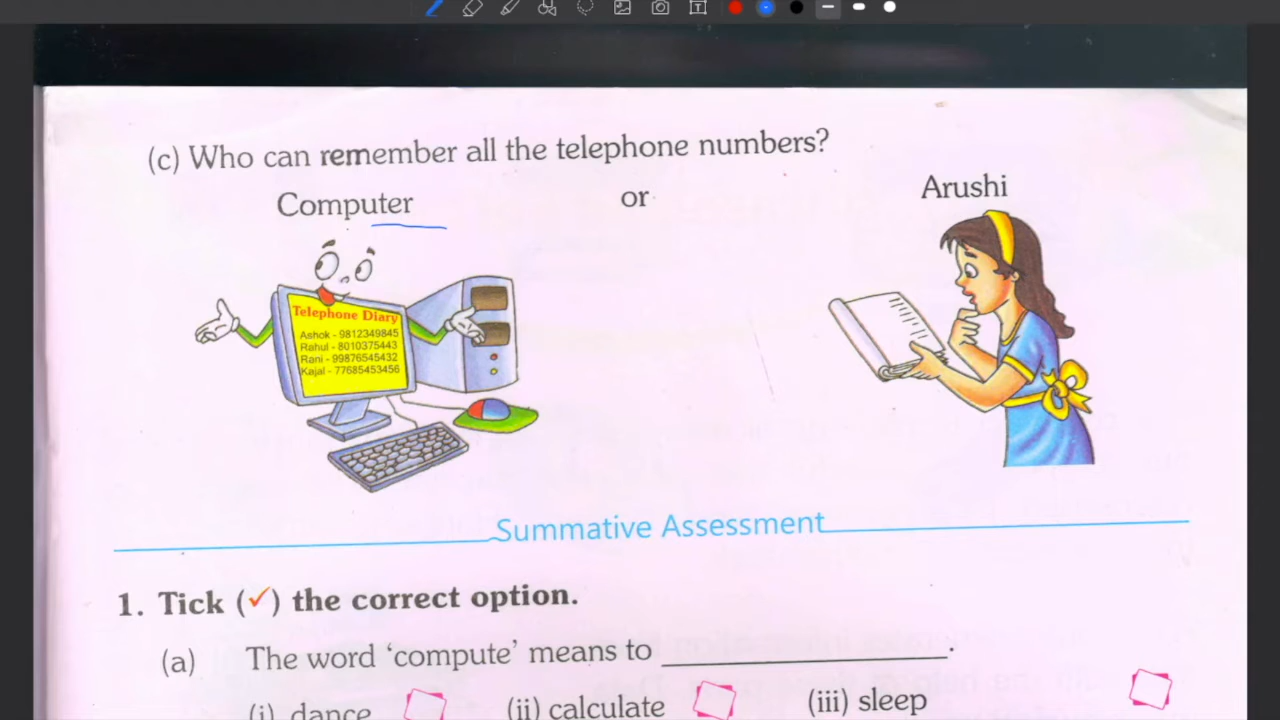 (c) Who can remember all the telephone numbers?
Computer or Arushi
Telephone Diary
Ashok - 9812349845
Rahul - 8010375443
Rani - 99876545432
Kajal - 77685453456
Summative Assessment
1. Tick (✓) the correct option.
(a) The word ‘compute’ means to ____________________.
(i) dance (ii) calculate (iii) sleep